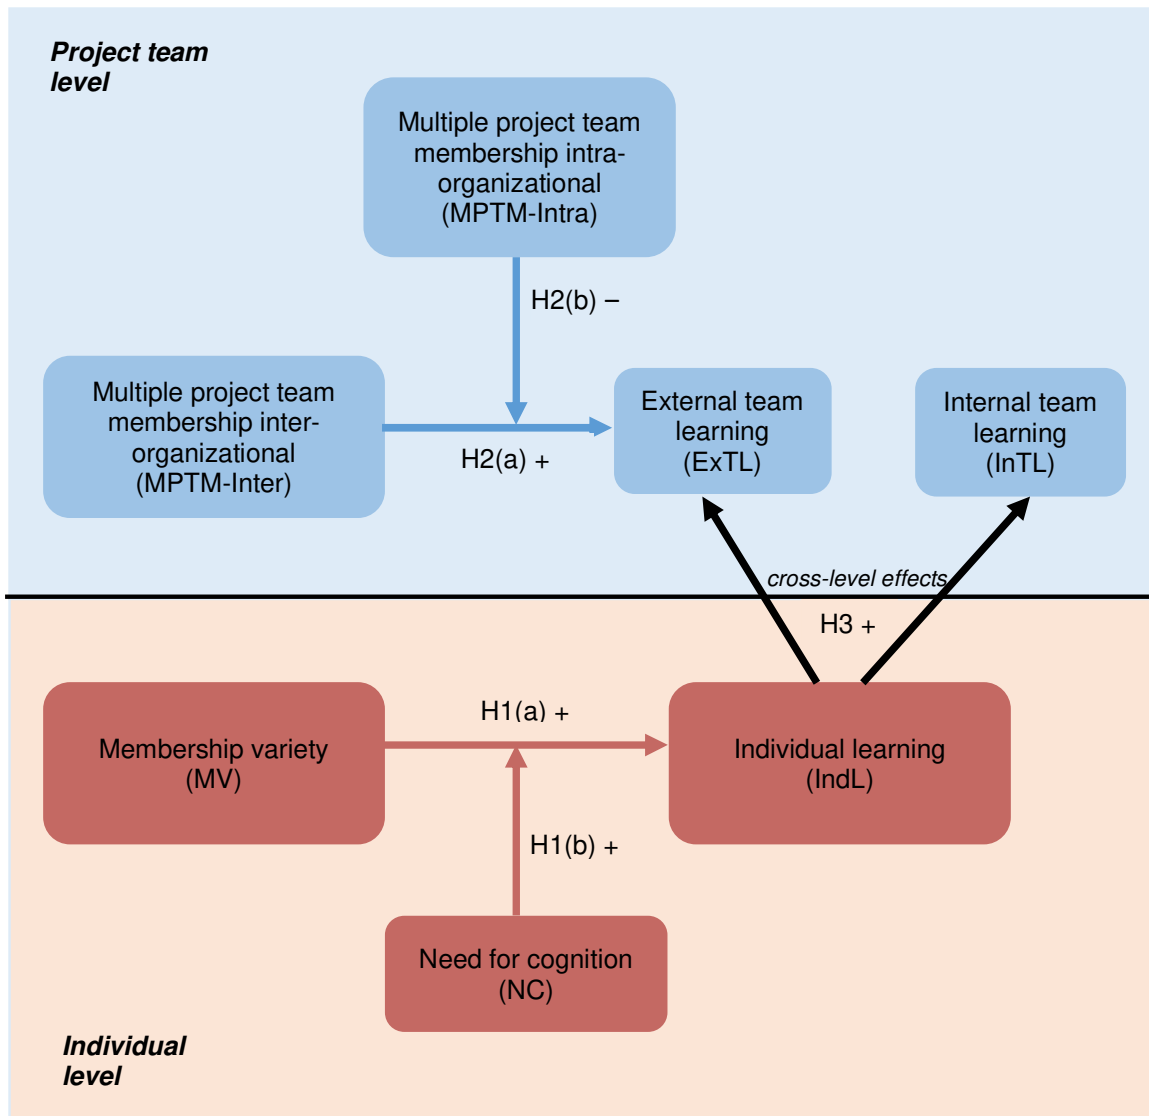 Project team
level
Multiple project team
membership intra-
organizational
(MPTM-Intra)
H2(b) –
Multiple project team
membership inter-
organizational
(MPTM-Inter)
H2(a) +
External team
learning
(ExTL)
Internal team
learning
(InTL)
cross-level effects
H3 +
Membership variety
(MV)
H1(a) +
Individual learning
(IndL)
H1(b) +
Need for cognition
(NC)
Individual
level